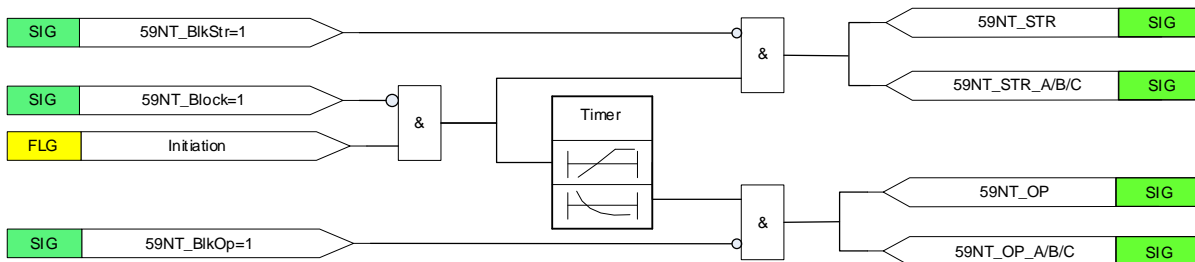 SIG 59NT_BlkStr=1
& 
59NT_STR SIG
59NT_STR_A/B/C SIG
SIG 59NT_Block=1
FLG Initiation
&
Timer
SIG 59NT_BlkOp=1
&
59NT_OP SIG
59NT_OP_A/B/C SIG